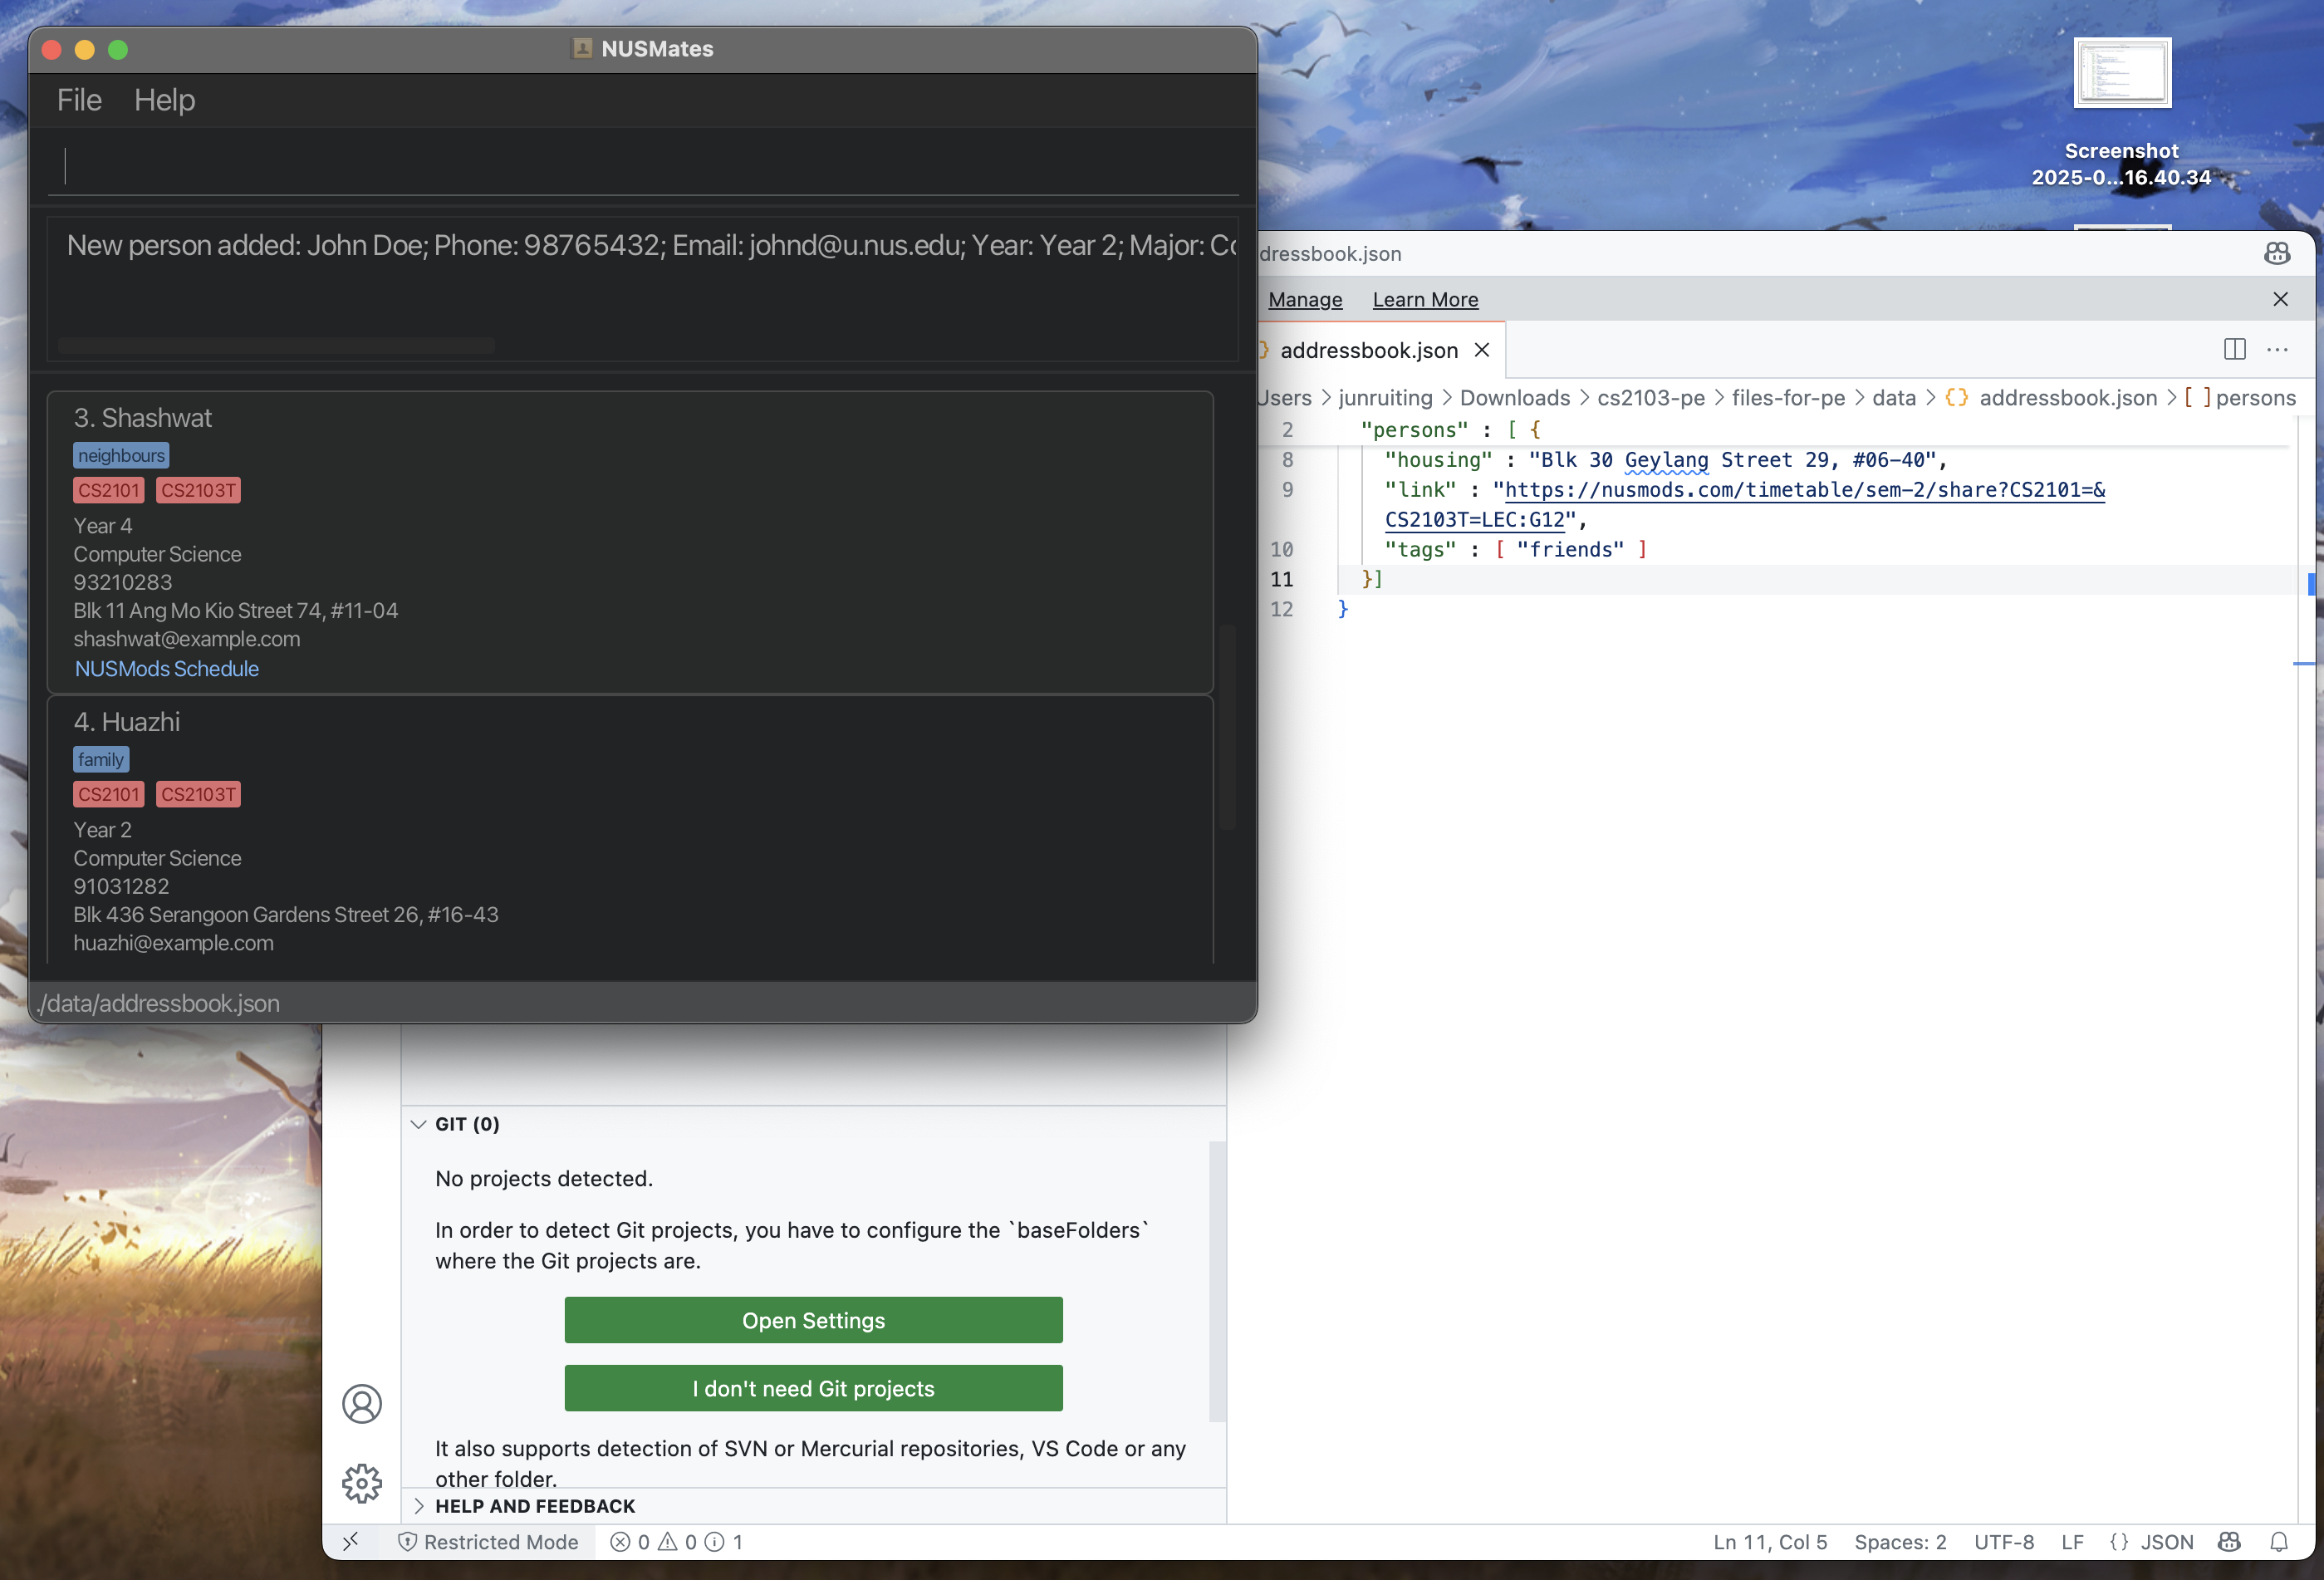 NUSMates
File Help
New person added: John Doe; Phone: 98765432; Email: johnd@u.nus.edu; Year: Year 2; Major: Co
3. Shashwat
neighbours
CS2101 CS2103T
Year 4
Computer Science
93210283
Blk 11 Ang Mo Kio Street 74, #11-04
shashwat@example.com
NUSMods Schedule
4. Huazhi
family
CS2101 CS2103T
Year 2
Computer Science
91031282
Blk 436 Serangoon Gardens Street 26, #16-43
huazhi@example.com
./data/addressbook.json
Screenshot
2025-0...16.40.34
dressbook.json
Manage Learn More
addressbook.json
Users > junruiting > Downloads > cs2103-pe > files-for-pe > data > {} addressbook.json > [ ] persons
2 "persons" : [ {
8 "housing" : "Blk 30 Geylang Street 29, #06-40",
9 "link" : "https://nusmods.com/timetable/sem-2/share?CS2101=&
CS2103T=LEC:G12",
10 "tags" : [ "friends" ]
11 }]
12 }
GIT (0)
No projects detected.
In order to detect Git projects, you have to configure the `baseFolders`
where the Git projects are.
Open Settings
I don't need Git projects
It also supports detection of SVN or Mercurial repositories, VS Code or any
other folder.
HELP AND FEEDBACK
Restricted Mode 0 0 1 Ln 11, Col 5 Spaces: 2 UTF-8 LF {} JSON